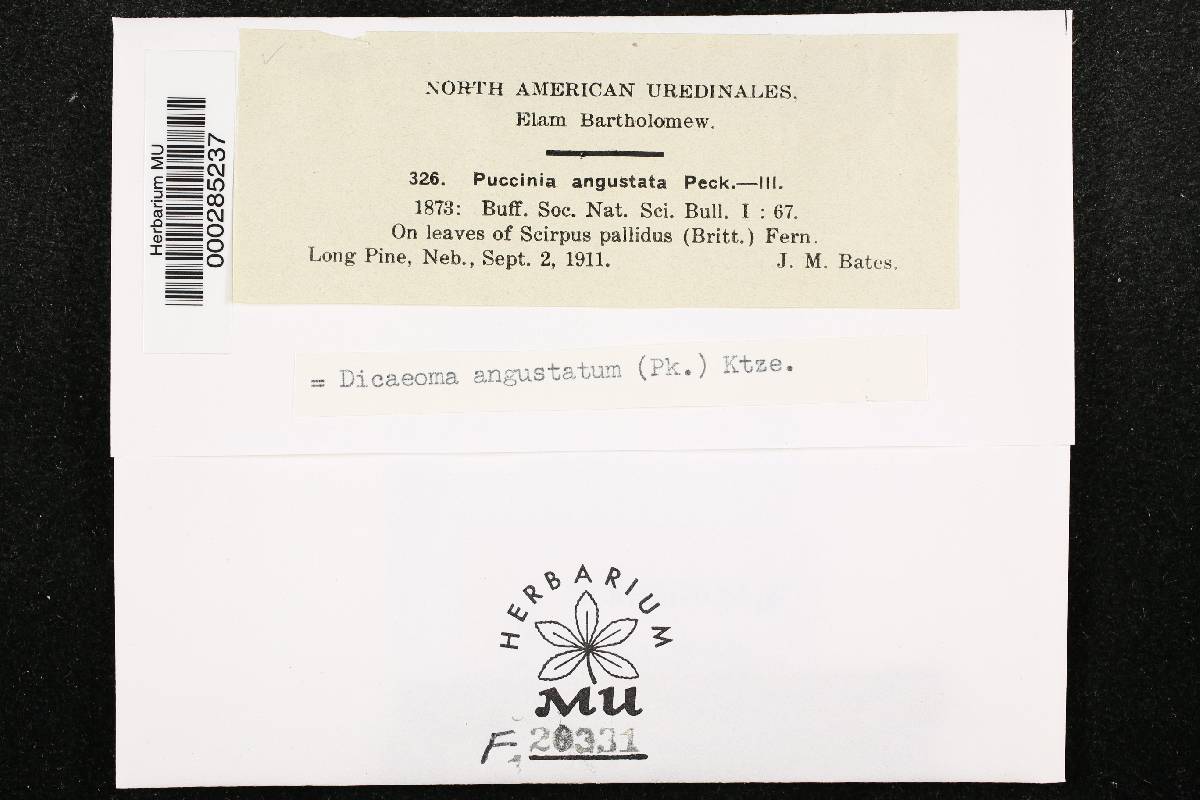 NORTH AMERICAN UREDINALES.
Elam Bartholomew.
326. Puccinia angustata Peck.—III.
1873: Buff. Soc. Nat. Sci. Bull. I : 67.
On leaves of Scirpus pallidus (Britt.) Fern.
Long Pine, Neb., Sept. 2, 1911. J. M. Bates.
Herbarium MU
000285237
= Dicaeoma angustatum (Pk.) Ktze.
HERBARIUM
MU
F. 20331